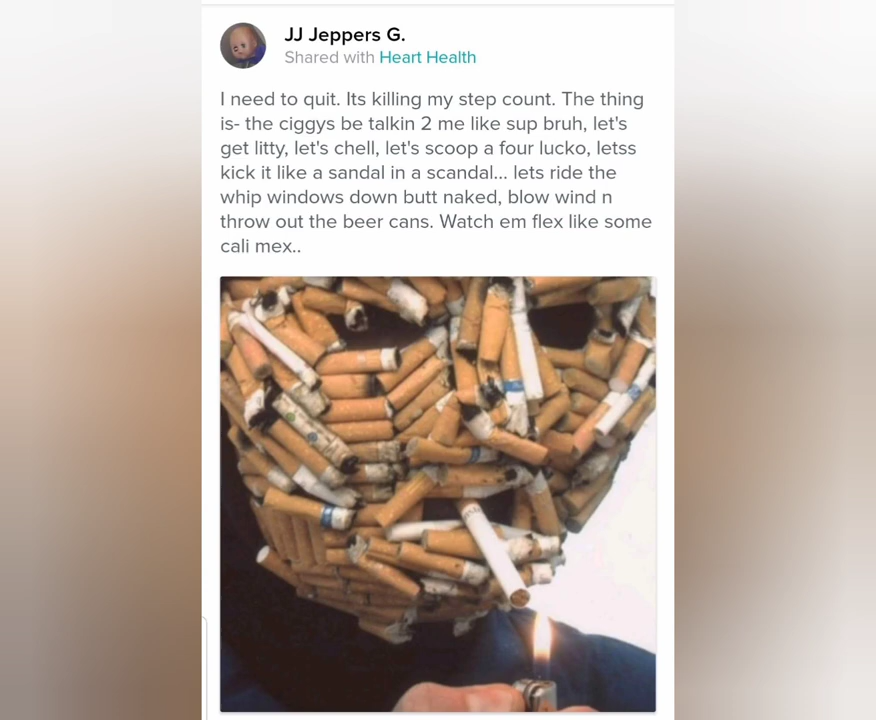 JJ Jeppers G.
Shared with Heart Health
I need to quit. Its killing my step count. The thing
is- the ciggys be talkin 2 me like sup bruh, let's
get litty, let's chell, let's scoop a four lucko, letss
kick it like a sandal in a scandal... lets ride the
whip windows down butt naked, blow wind n
throw out the beer cans. Watch em flex like some
cali mex..